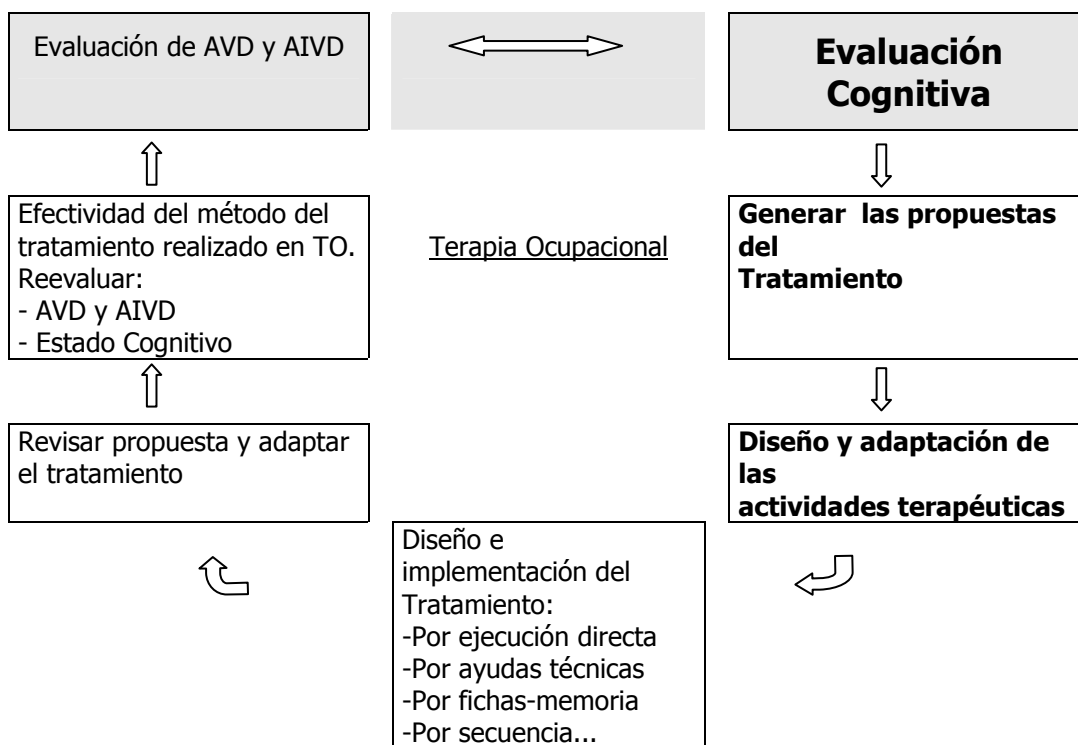 Evaluación de AVD y AIVD
Evaluación
Cognitiva
Efectividad del método del
tratamiento realizado en TO.
Reevaluar:
- AVD y AIVD
- Estado Cognitivo
Terapia Ocupacional
Generar las propuestas
del
Tratamiento
Revisar propuesta y adaptar
el tratamiento
Diseño y adaptación de
las
actividades terapéuticas
Diseño e
implementación del
Tratamiento:
-Por ejecución directa
-Por ayudas técnicas
-Por fichas-memoria
-Por secuencia...